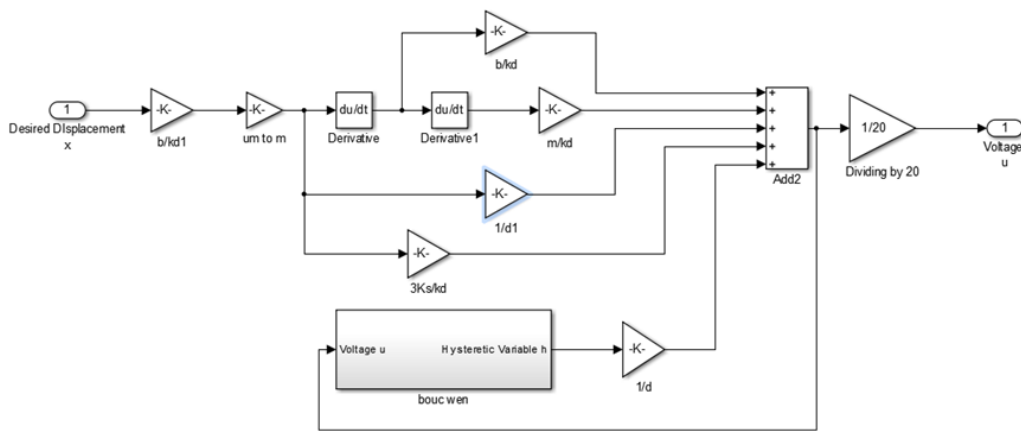 -K-
b/kd
1
Desired DIsplacement
x
-K-
b/kd1
-K-
um to m
du/dt
Derivative
du/dt
Derivative1
-K-
m/kd
+
+
+
+
+
Add2
1/20
Dividing by 20
1
Voltage
u
-K-
1/d1
-K-
3Ks/kd
Voltage u
Hysteretic Variable h
bouc wen
-K-
1/d